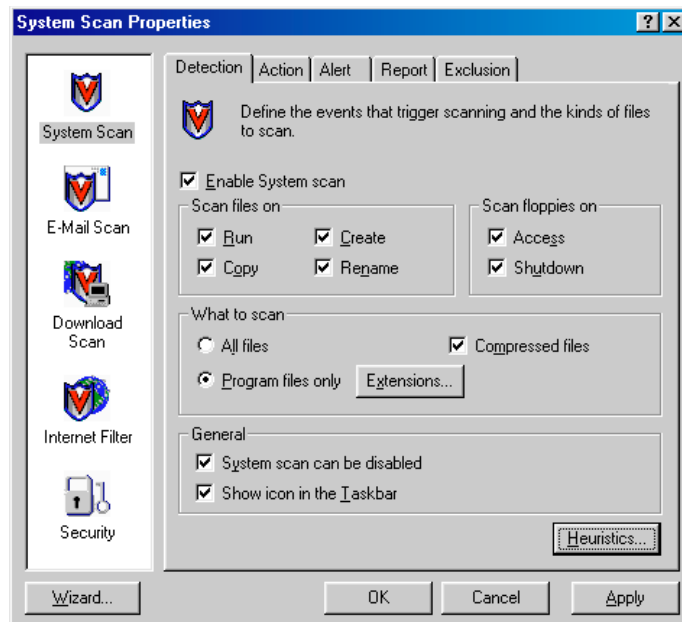 System Scan Properties
System Scan
E-Mail Scan
Download
Scan
Internet Filter
Security
Detection Action Alert Report Exclusion
Define the events that trigger scanning and the kinds of files
to scan.
Enable System scan
Scan files on
Run Create
Copy Rename
Scan floppies on
Access
Shutdown
What to scan
All files Compressed files
Program files only Extensions...
General
System scan can be disabled
Show icon in the Taskbar
Heuristics...
Wizard... OK Cancel Apply